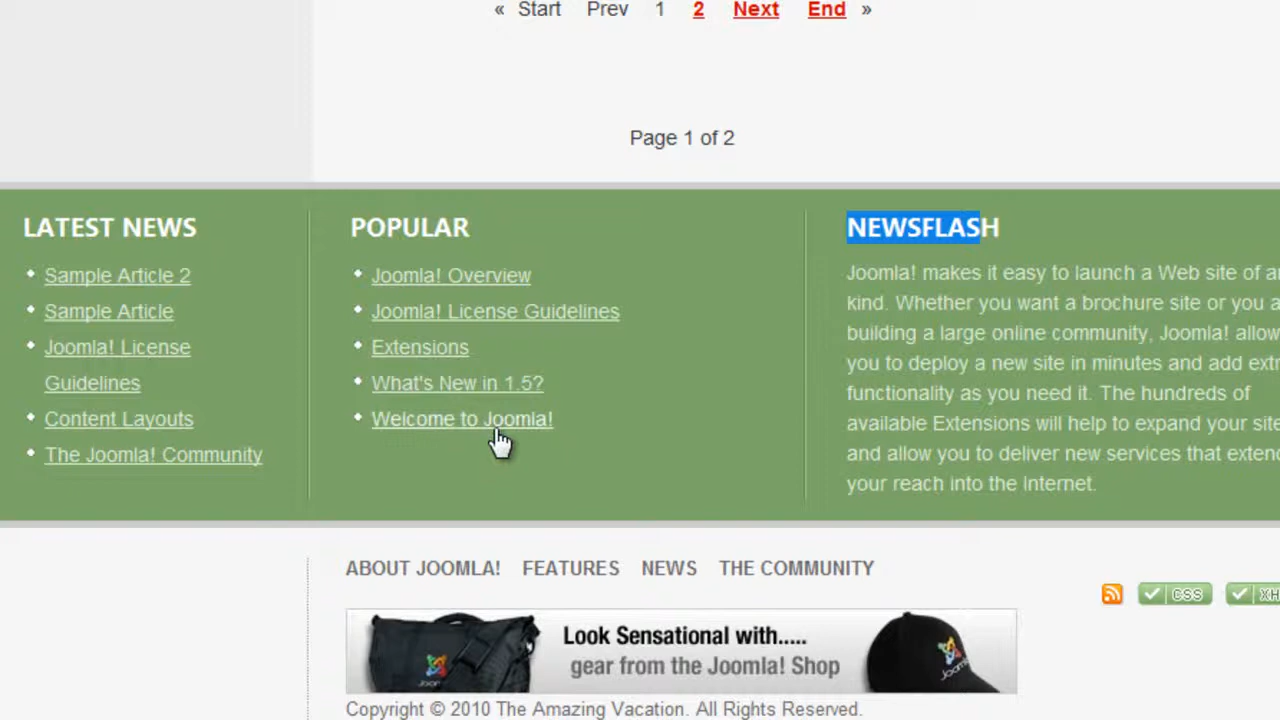 « Start Prev 1 2 Next End »
Page 1 of 2
LATEST NEWS
Sample Article 2
Sample Article
Joomla! License
Guidelines
Content Layouts
The Joomla! Community
POPULAR
Joomla! Overview
Joomla! License Guidelines
Extensions
What's New in 1.5?
Welcome to Joomla!
NEWSFLASH
Joomla! makes it easy to launch a Web site of
kind. Whether you want a brochure site or you
building a large online community, Joomla!
you to deploy a new site in minutes and add
functionality as you need it. The hundreds of
available Extensions will help to expand your site
and allow you to deliver new services that
your reach into the Internet.
ABOUT JOOMLA! FEATURES NEWS THE COMMUNITY
CSS
Look Sensational with.....
gear from the Joomla! Shop
Copyright © 2010 The Amazing Vacation. All Rights Reserved.